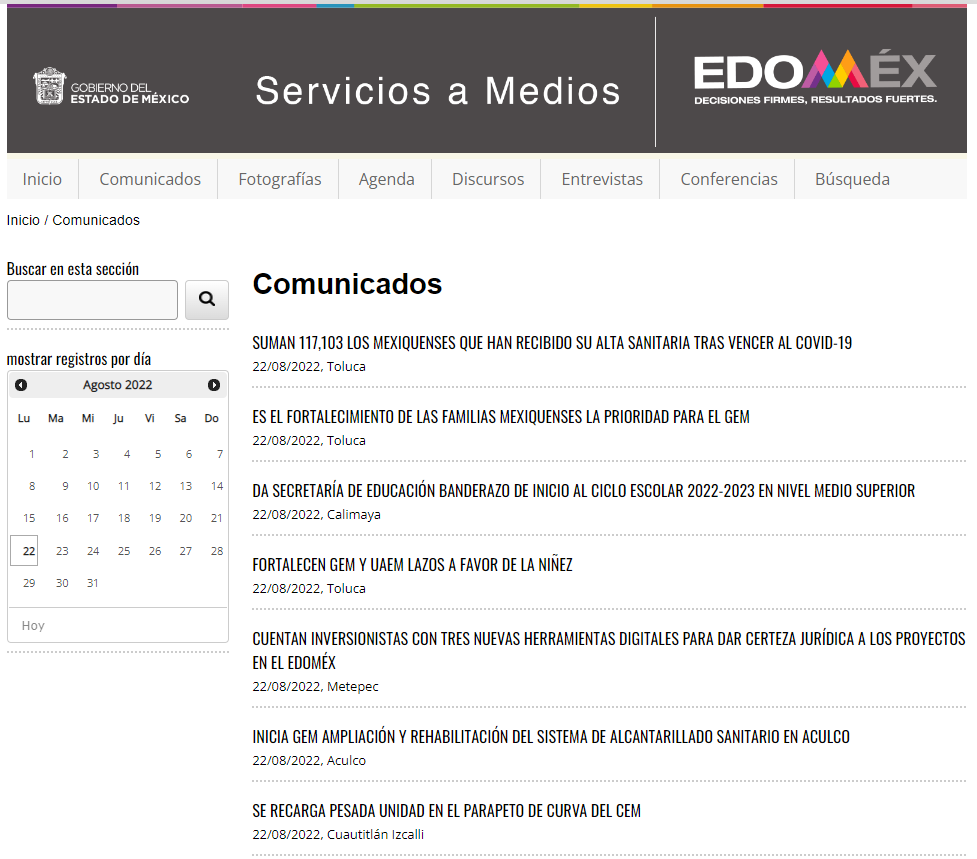 GOBIERNO DEL
ESTADO DE MÉXICO
Servicios a Medios
EDOMÉX
DECISIONES FIRMES, RESULTADOS FUERTES.
Inicio Comunicados Fotografías Agenda Discursos Entrevistas Conferencias Búsqueda
Inicio / Comunicados
Buscar en esta sección
mostrar registros por día
Agosto 2022
Lu Ma Mi Ju Vi Sa Do
1 2 3 4 5 6 7
8 9 10 11 12 13 14
15 16 17 18 19 20 21
22 23 24 25 26 27 28
29 30 31
Hoy
Comunicados
SUMAN 117,103 LOS MEXIQUENSES QUE HAN RECIBIDO SU ALTA SANITARIA TRAS VENCER AL COVID-19
22/08/2022, Toluca
ES EL FORTALECIMIENTO DE LAS FAMILIAS MEXIQUENSES LA PRIORIDAD PARA EL GEM
22/08/2022, Toluca
DA SECRETARÍA DE EDUCACIÓN BANDERAZO DE INICIO AL CICLO ESCOLAR 2022-2023 EN NIVEL MEDIO SUPERIOR
22/08/2022, Calimaya
FORTALECEN GEM Y UAEM LAZOS A FAVOR DE LA NIÑEZ
22/08/2022, Toluca
CUENTAN INVERSIONISTAS CON TRES NUEVAS HERRAMIENTAS DIGITALES PARA DAR CERTEZA JURÍDICA A LOS PROYECTOS
EN EL EDOMÉX
22/08/2022, Metepec
INICIA GEM AMPLIACIÓN Y REHABILITACIÓN DEL SISTEMA DE ALCANTARILLADO SANITARIO EN ACULCO
22/08/2022, Aculco
SE RECARGA PESADA UNIDAD EN EL PARAPETO DE CURVA DEL CEM
22/08/2022, Cuautitlán Izcalli